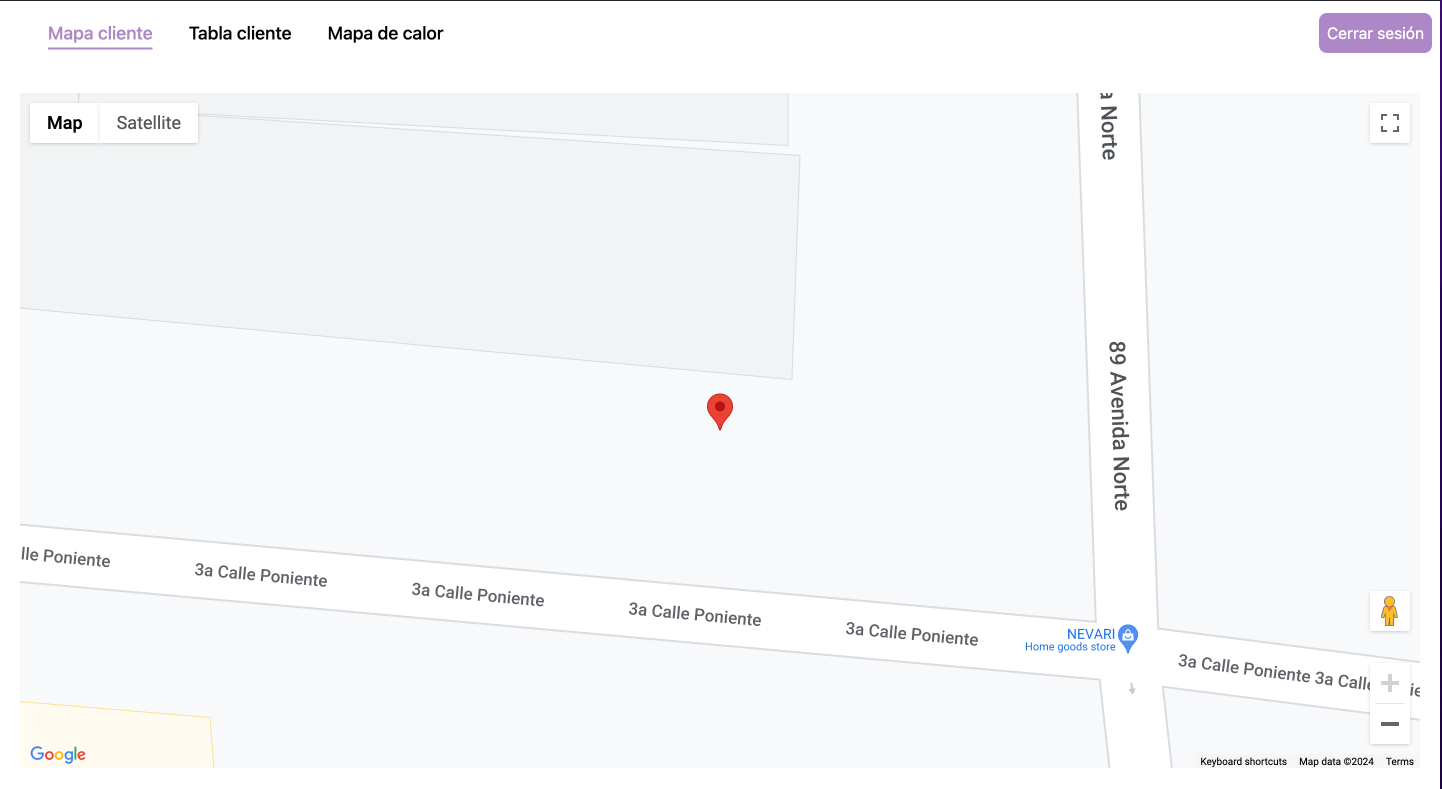 Mapa cliente Tabla cliente Mapa de calor Cerrar sesión
Map Satellite
a Norte
89 Avenida Norte
lle Poniente 3a Calle Poniente 3a Calle Poniente 3a Calle Poniente 3a Calle Poniente
NEVARI
Home goods store
3a Calle Poniente 3a Calle
Google
Keyboard shortcuts Map data ©2024 Terms